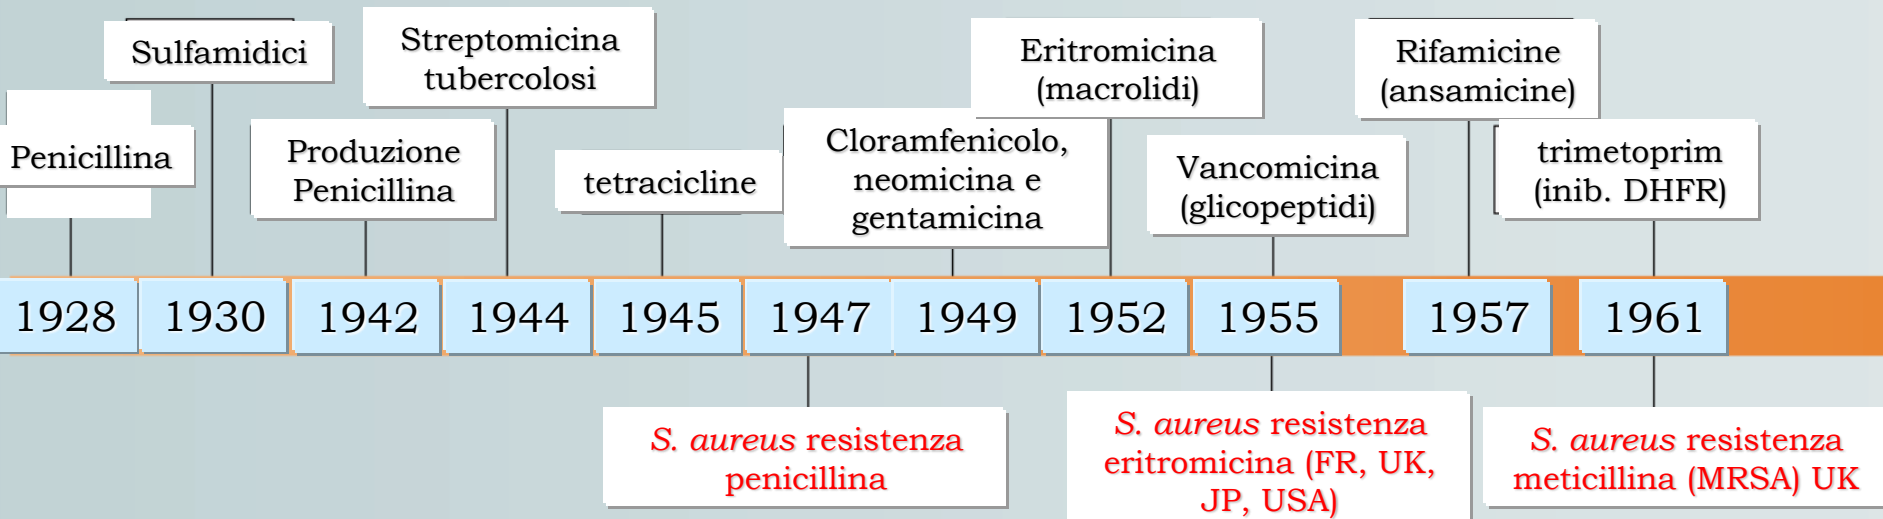 Sulfamidici
Streptomicina
tubercolosi
Eritromicina
(macrolidi)
Rifamicine
(ansamicine)
Penicillina
Produzione
Penicillina
tetracicline
Cloramfenicolo,
neomicina e
gentamicina
Vancomicina
(glicopeptidi)
trimetoprim
(inib. DHFR)
1928
1930
1942
1944
1945
1947
1949
1952
1955
1957
1961
S. aureus resistenza
penicillina
S. aureus resistenza
eritromicina (FR, UK,
JP, USA)
S. aureus resistenza
meticillina (MRSA) UK